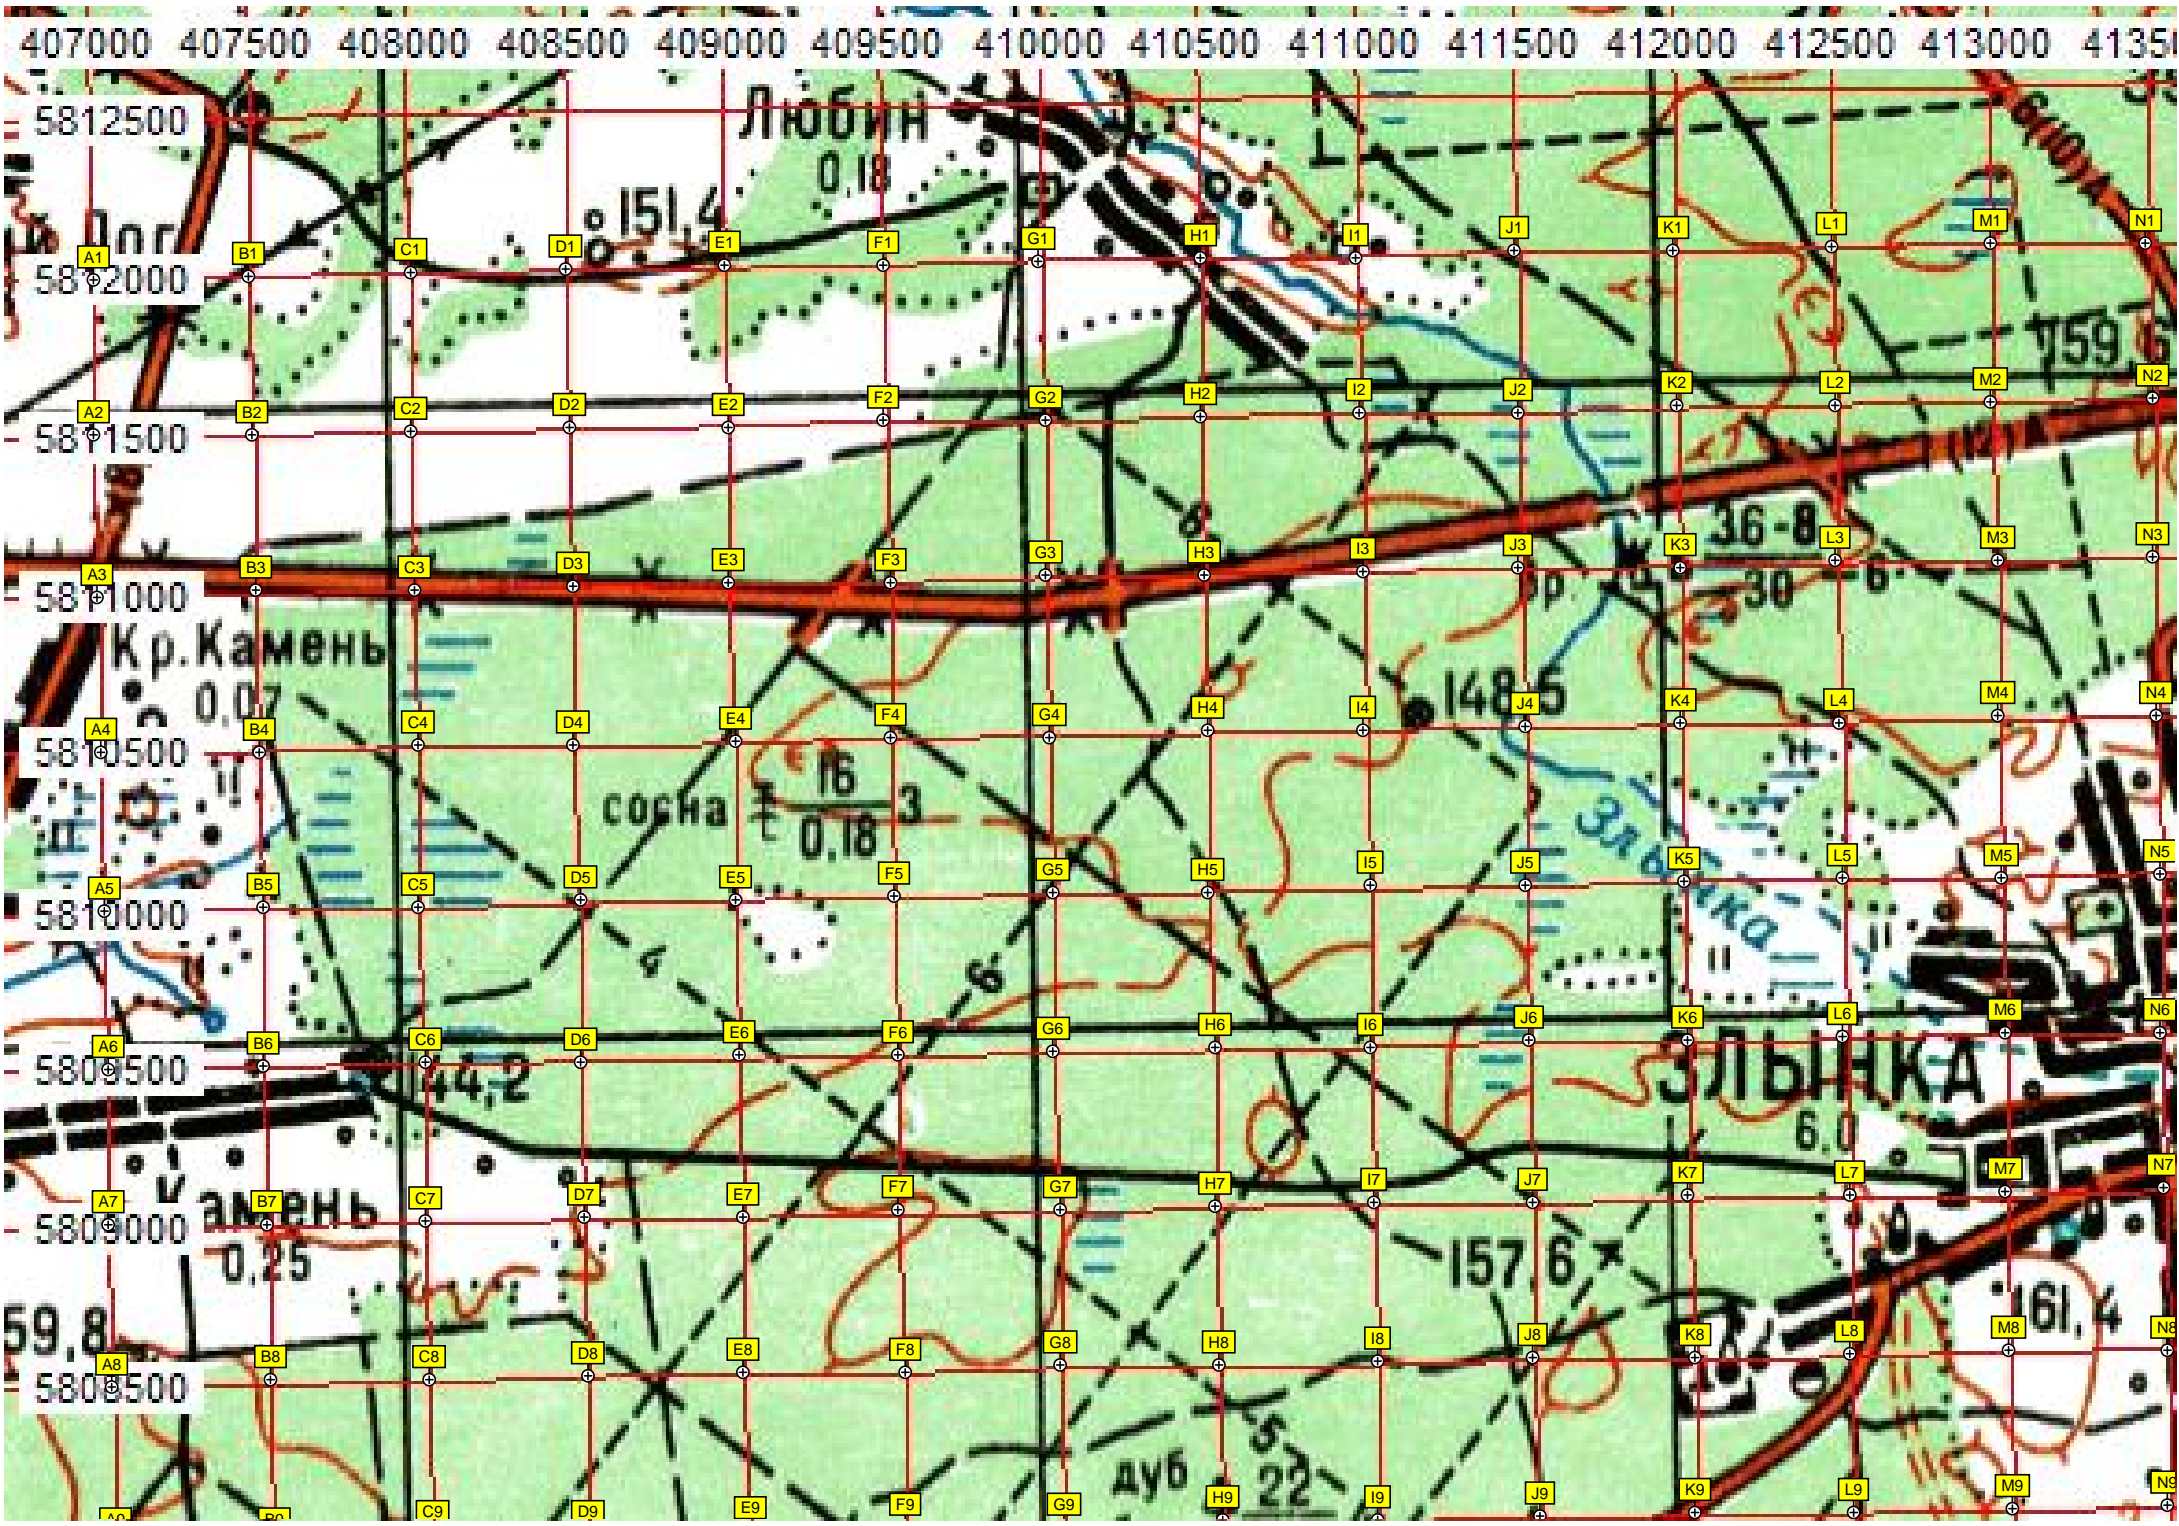 407000 407500 408000 408500 409000 409500 410000 410500 411000 411500 412000 412500 413000
5812500 Любин
0,18
151,4
A1 B1 C1 D1 E1 F1 G1 H1 I1 J1 K1 L1 M1 N1
5812000
759,6
A2 B2 C2 D2 E2 F2 G2 H2 I2 J2 K2 L2 M2 N2
5811500
8
36-8
30 6
A3 B3 C3 D3 E3 F3 G3 H3 I3 J3 K3 L3 M3 N3
5811000
Кр.Камень
0,07
148,5
A4 B4 C4 D4 E4 F4 G4 H4 I4 J4 K4 L4 M4 N4
5810500
сосна 16 3
0,18
Злынка
A5 B5 C5 D5 E5 F5 G5 H5 I5 J5 K5 L5 M5 N5
5810000
4 6
A6 B6 C6 D6 E6 F6 G6 H6 I6 J6 K6 L6 M6 N6
5809500
144,2
ЗЛЫНКА
6.0
A7 B7 C7 D7 E7 F7 G7 H7 I7 J7 K7 L7 M7 N7
Камень 5809000
0,25
157,6
161,4
59,8
A8 B8 C8 D8 E8 F8 G8 H8 I8 J8 K8 L8 M8 N8
5808500
дуб 22
5
C9 D9 E9 F9 G9 H9 I9 J9 K9 L9 M9 N9